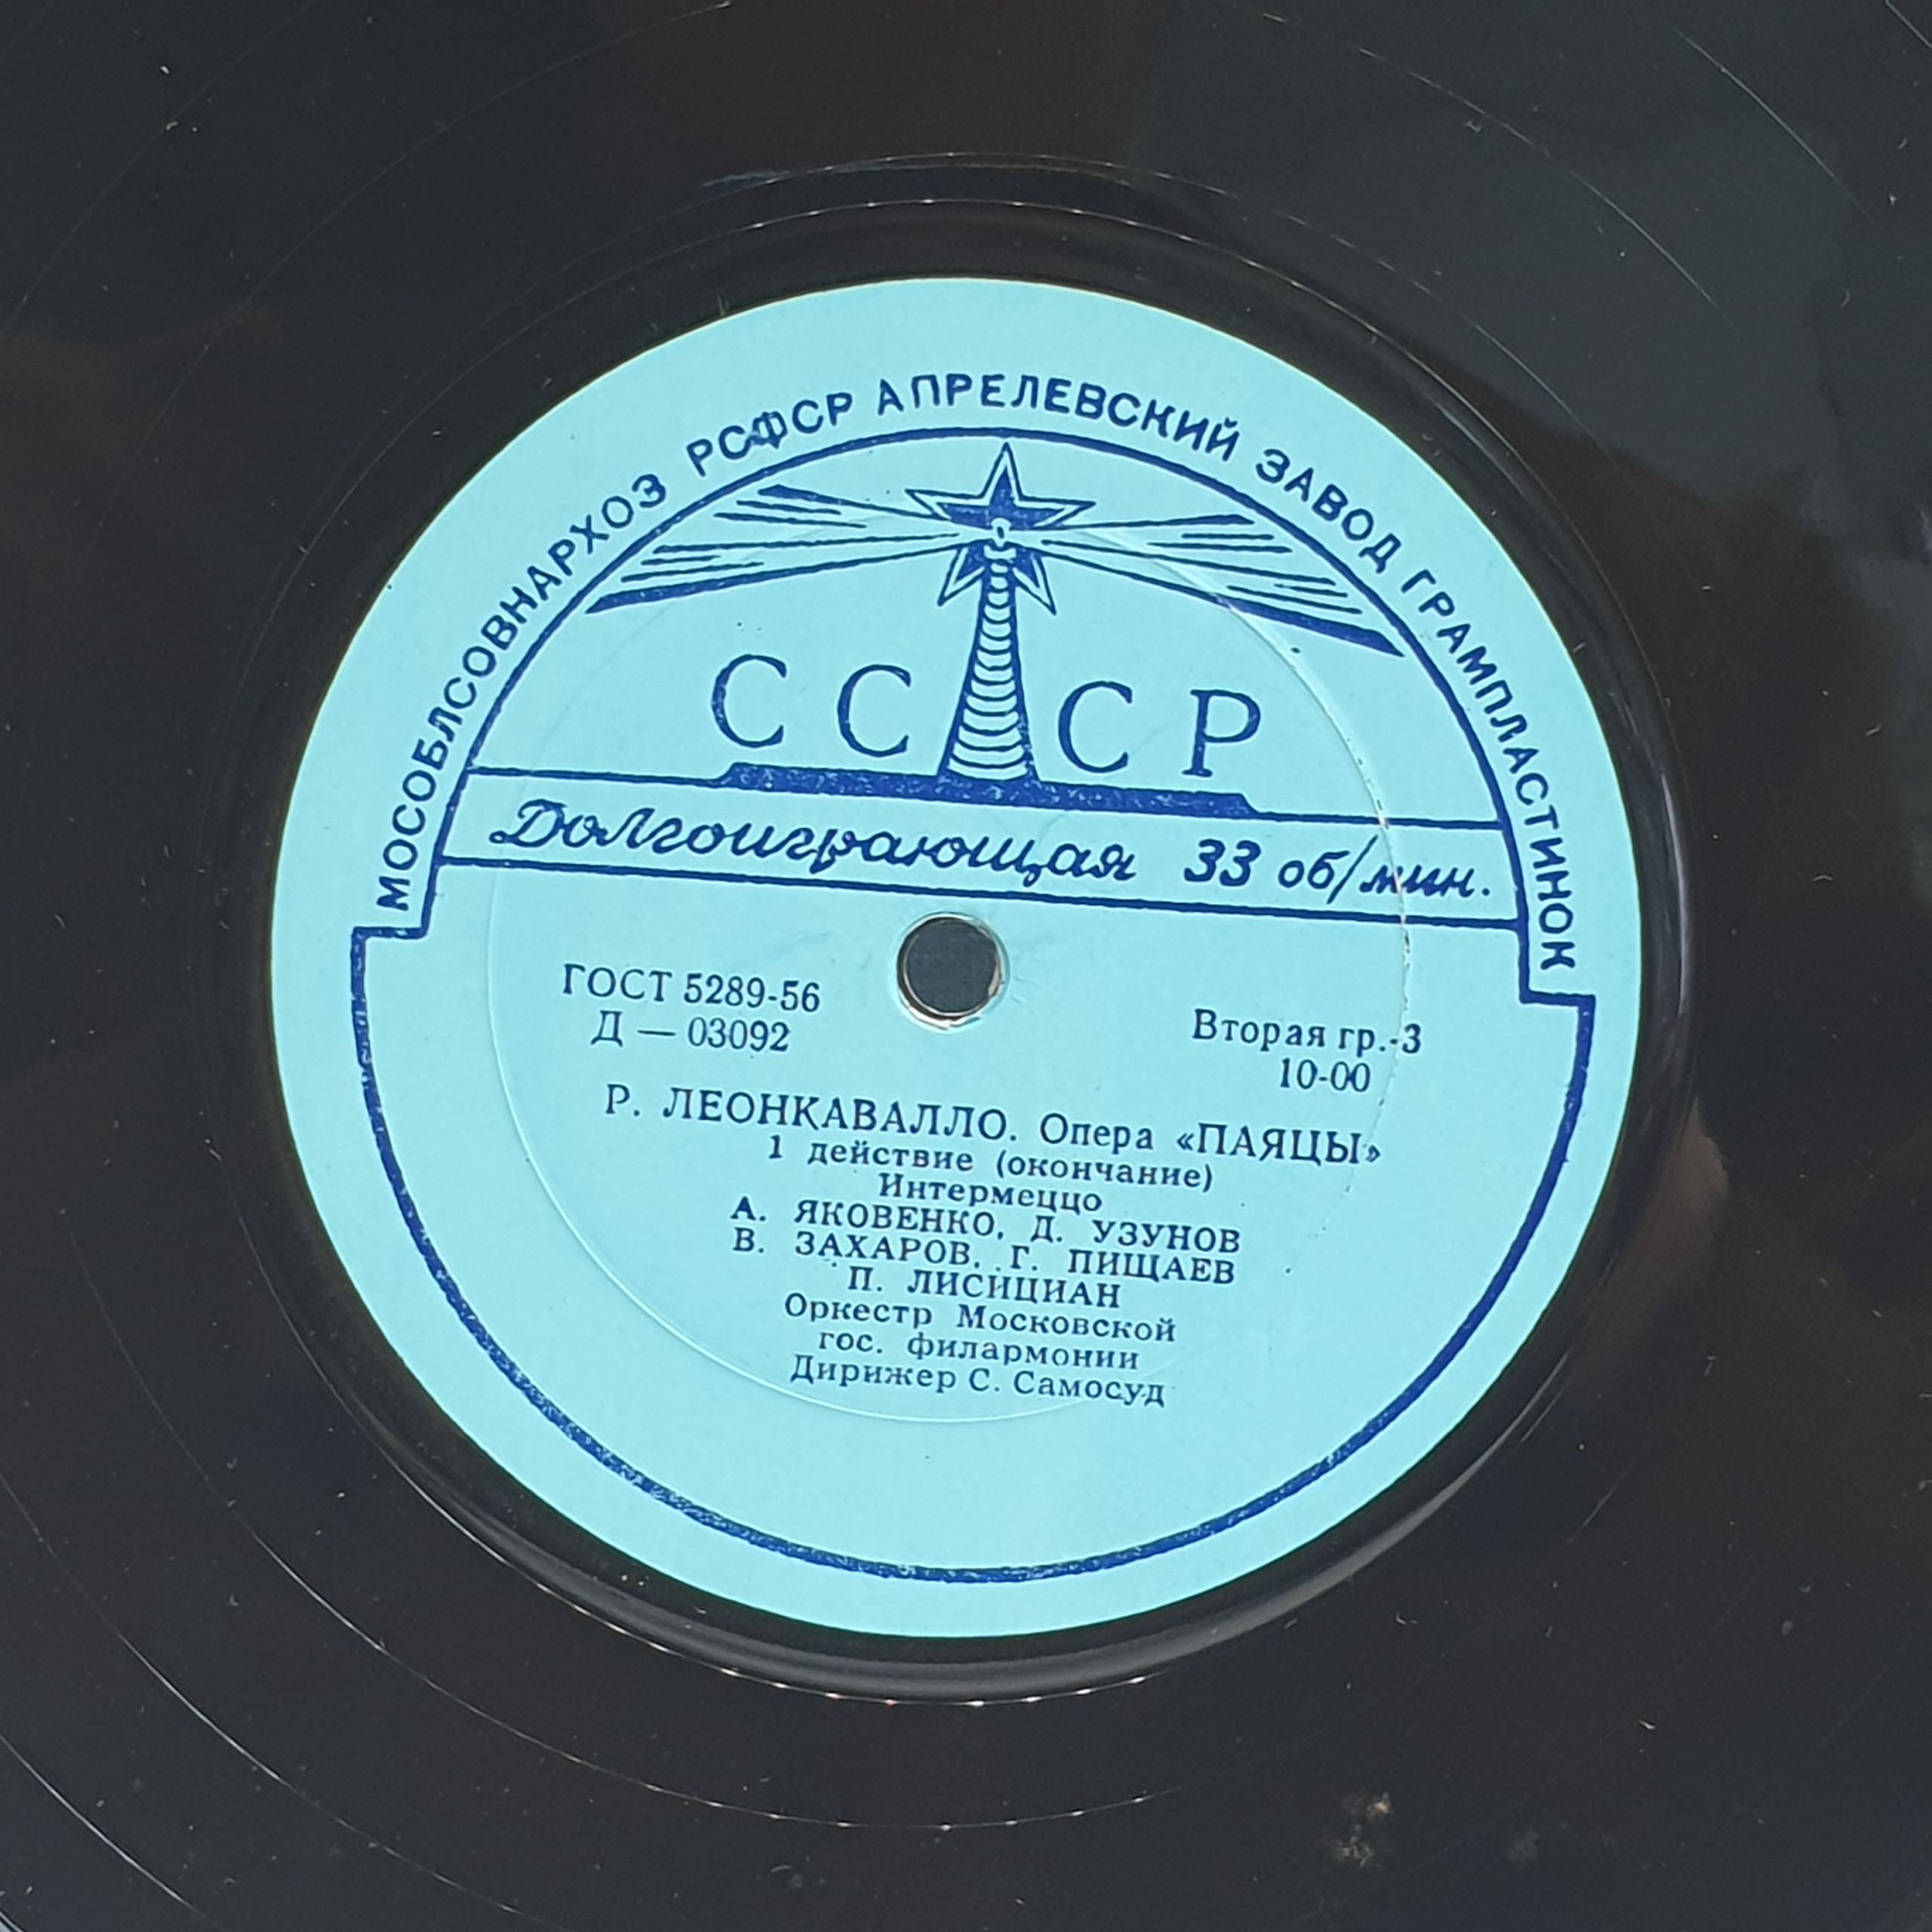 МОСОБЛСОВНАРХОЗ РСФСР АПРЕЛЕВСКИЙ ЗАВОД ГРАМПЛАСТИНОК
СССР
Долгоиграющая 33 об/мин.
ГОСТ 5289-56
Д — 03092
Вторая гр.-3
10-00
Р. ЛЕОНКАВАЛЛО. Опера «ПАЯЦЫ»
1 действие (окончание)
Интермеццо
А. ЯКОВЕНКО, Д. УЗУНОВ
В. ЗАХАРОВ, Г. ПИЩАЕВ
П. ЛИСИЦИАН
Оркестр Московской
гос. филармонии
Дирижер С. Самосуд